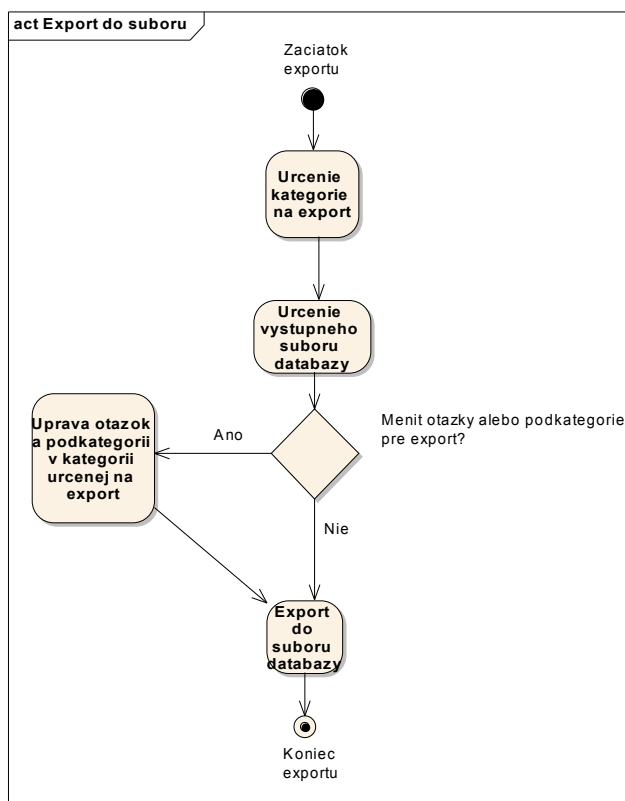 act Export do suboru
Zaciatok
exportu
Urcenie
kategorie
na export
Urcenie
vystupneho
suboru
databazy
Menit otazky alebo podkategorie
pre export?
Ano
Uprava otazok
a podkategorii
v kategorii
urcenej na
export
Nie
Export
do
suboru
databazy
Koniec
exportu